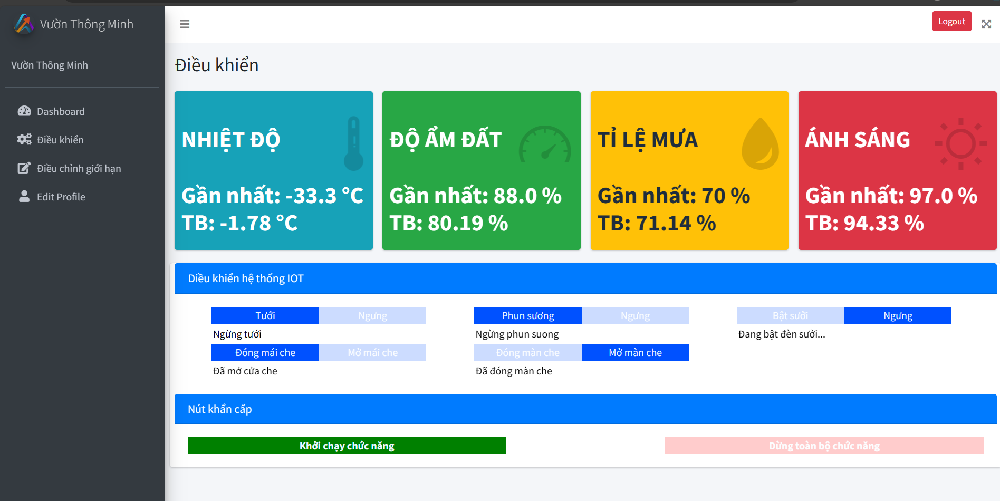 Vườn Thông Minh
Logout
Vườn Thông Minh
Dashboard
Điều khiển
Điều chỉnh giới hạn
Edit Profile
Điều khiển
NHIỆT ĐỘ
Gần nhất: -33.3 °C
TB: -1.78 °C
ĐỘ ẨM ĐẤT
Gần nhất: 88.0 %
TB: 80.19 %
TỈ LỆ MƯA
Gần nhất: 70 %
TB: 71.14 %
ÁNH SÁNG
Gần nhất: 97.0 %
TB: 94.33 %
Điều khiển hệ thống IOT
Tưới Ngưng
Ngừng tưới
Đóng mái che Mở mái che
Đã mở cửa che
Phun sương Ngưng
Ngừng phun suong
Đóng màn che Mở màn che
Đã đóng màn che
Bật sưởi Ngưng
Đang bật đèn sưởi...
Nút khẩn cấp
Khởi chạy chức năng
Dừng toàn bộ chức năng